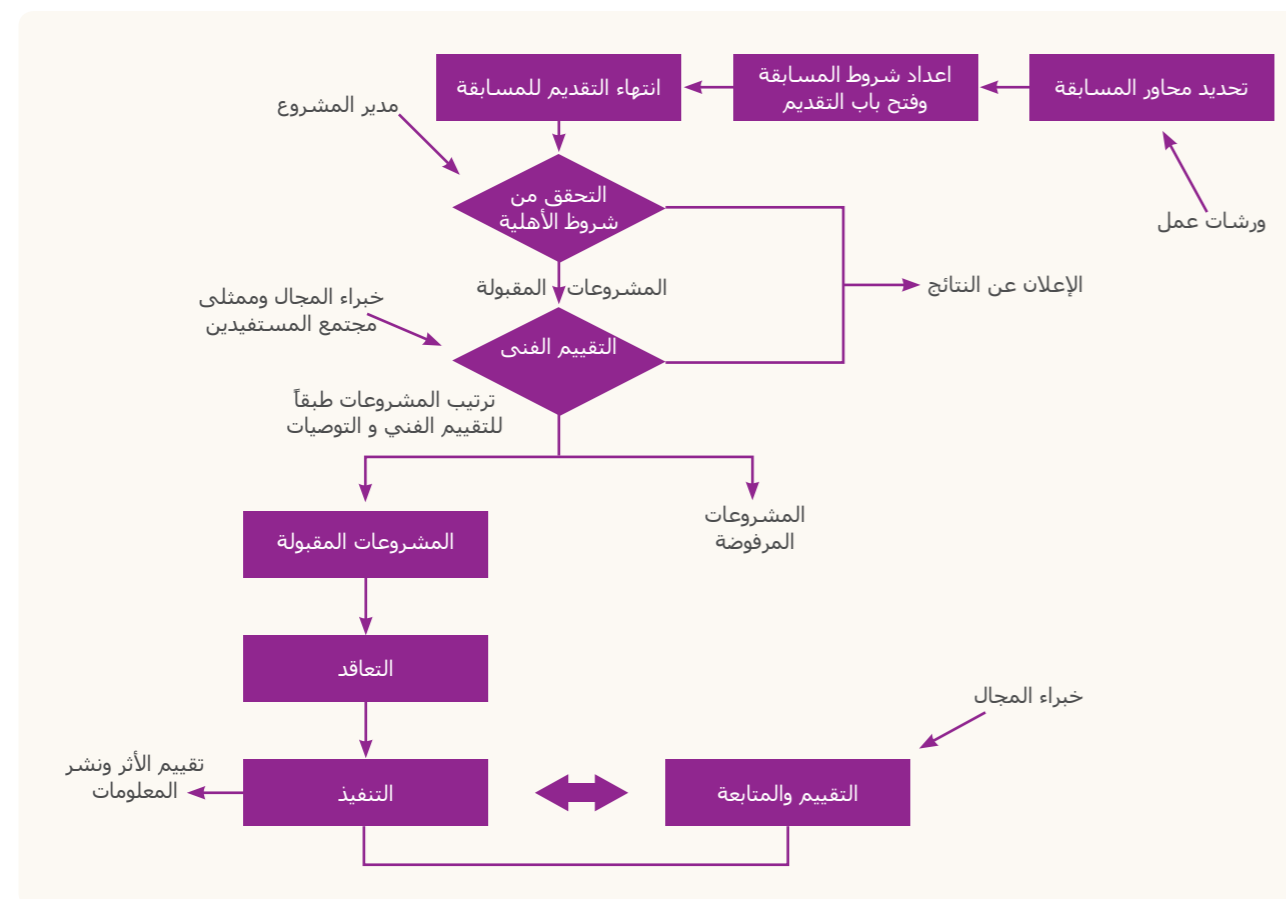 تحديد محاور المسابقة
اعداد شروط المسابقة
وفتح باب التقديم
انتهاء التقديم للمسابقة
مدير المشروع
التحقق من
شروظ الأهلية
ورشات عمل
المشروعات المقبولة
الإعلان عن النتائج
خبراء المجال وممثلى
مجتمع المستفيدين
التقييم الفنى
ترتيب المشروعات طبقاً
للتقييم الفني و التوصيات
المشروعات
المرفوضة
المشروعات المقبولة
التعاقد
خبراء المجال
تقييم الأثر ونشر
المعلومات
التنفيذ
التقييم والمتابعة